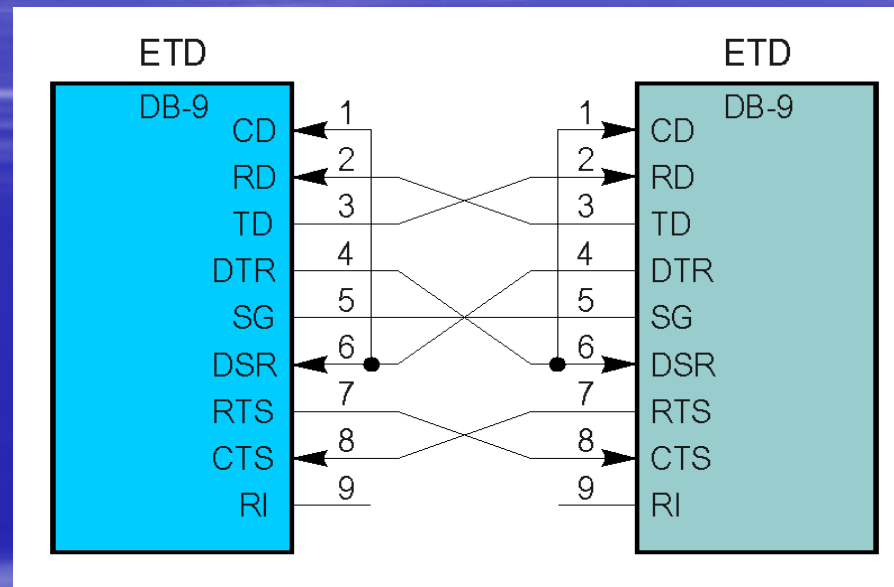 ETD ETD
DB-9 DB-9
CD 1 1 CD
RD 2 2 RD
TD 3 3 TD
DTR 4 4 DTR
SG 5 5 SG
DSR 6 6 DSR
RTS 7 7 RTS
CTS 8 8 CTS
RI 9 9 RI